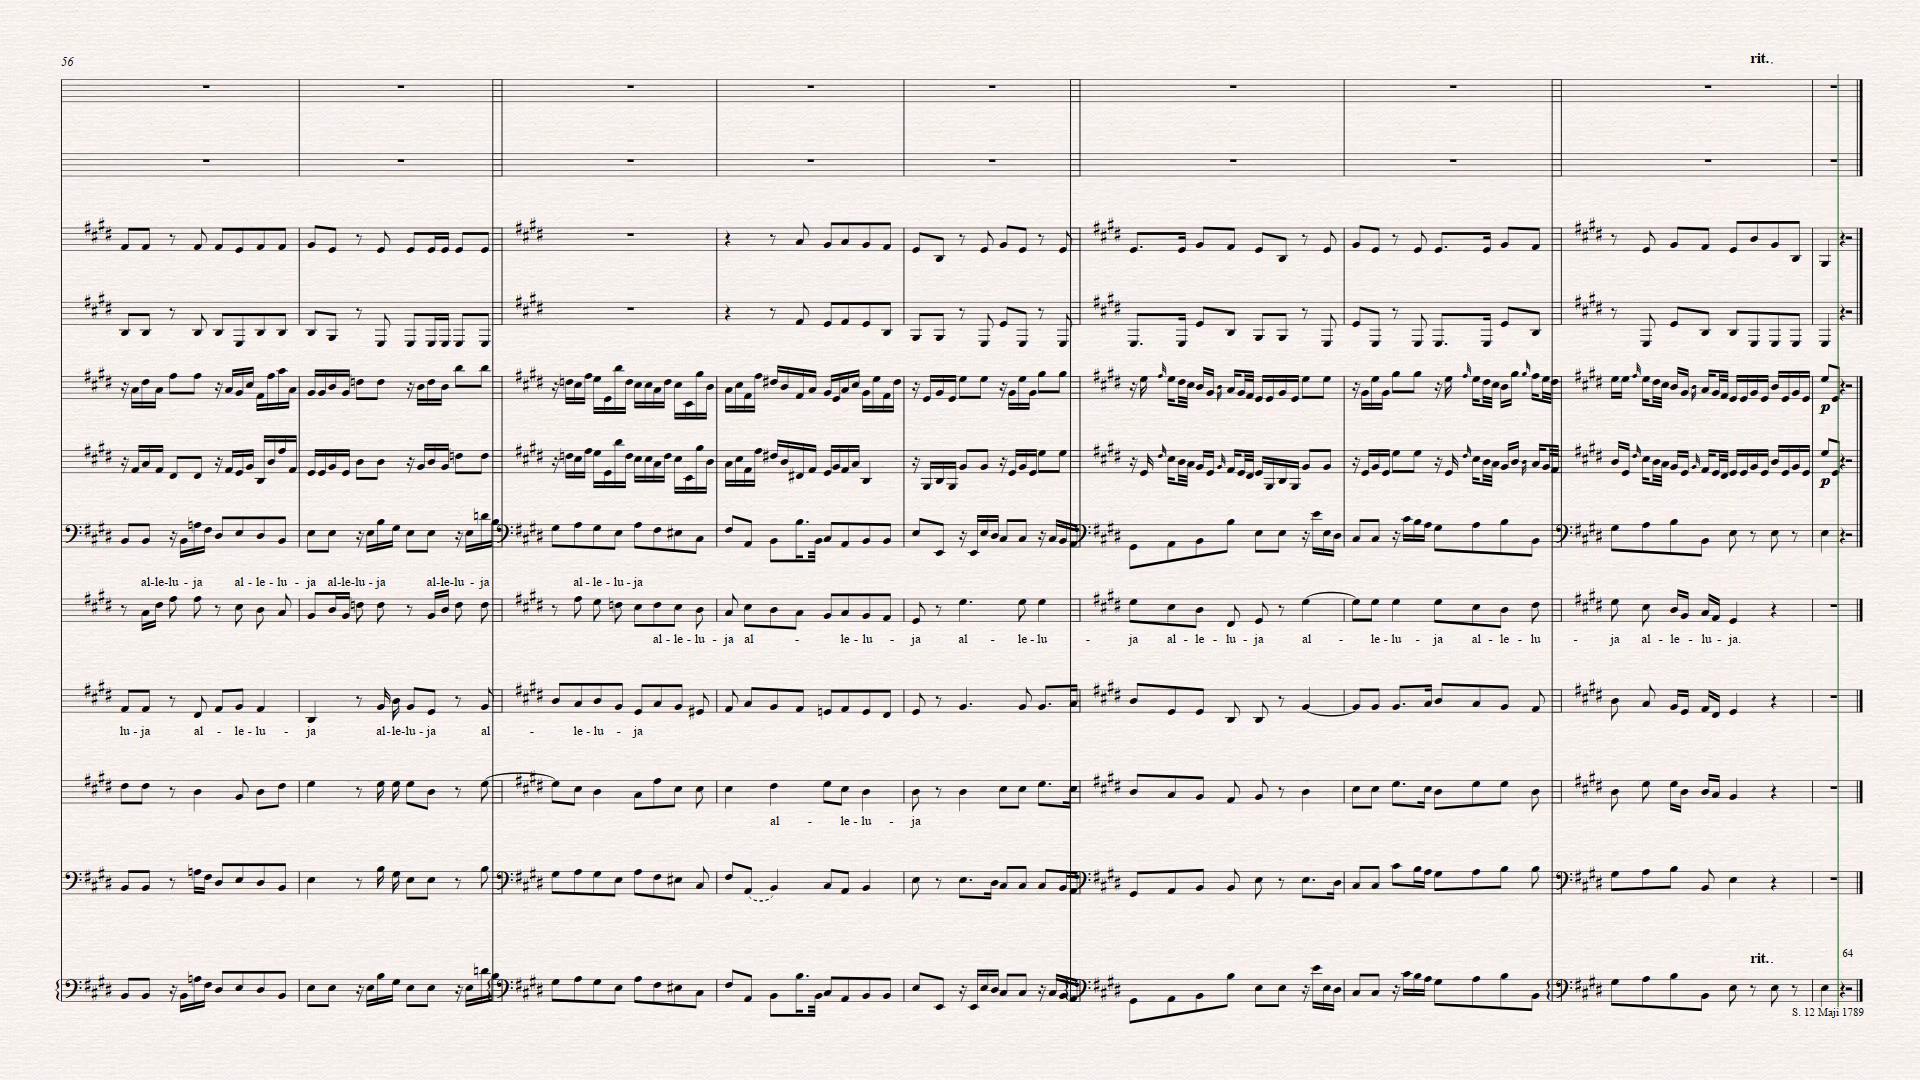 56
rit..
p
p
al-le-lu - ja al - le - lu - ja al-le-lu - ja al-le-lu - ja al - le - lu - ja
al - le - lu - ja al - le - lu - ja al - le - lu - ja al - le - lu - ja al - le - lu - ja al - le - lu - ja al - le - lu - ja.
lu - ja al - le - lu - ja al - le-lu - ja al - le - lu - ja
al - le - lu - ja
rit..
64
S. 12 Maji 1789